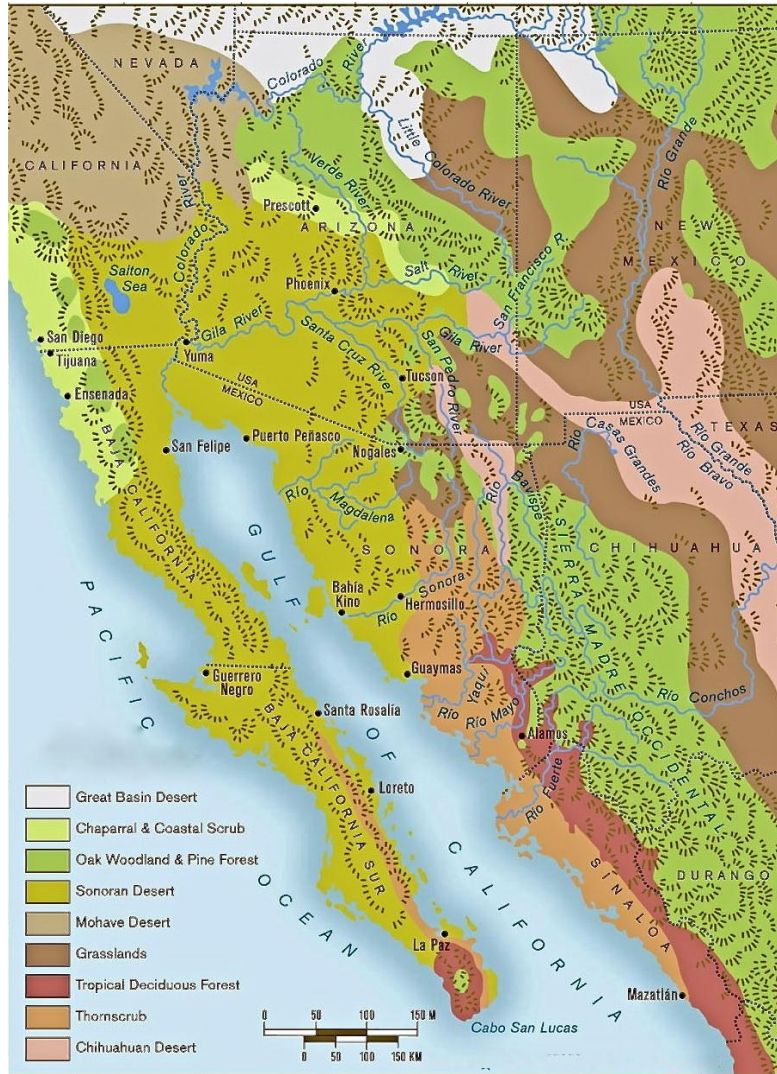 NEVADA
Colorado
River
CALIFORNIA
Colorado
River
Little
Colorado River
Verde River
Rio Grande
Prescott
ARIZONA
NEW
MEXICO
Salton
Sea
Phoenix
Salt River
San Francisco R.
San Diego
Tijuana
Yuma
Gila River
Santa Cruz River
San Pedro River
Gila River
Ensenada
USA
MEXICO
Tucson
USA
MEXICO
TEXAS
San Felipe
Puerto Peñasco
Nogales
Río
Casas Grandes
Rio Grande
Río Bravo
BAJA
CALIFORNIA
Río
Magdalena
Río
Bavispe
GULF
SONORA
SIERRA
MADRE
OCCIDENTAL
CHIHUAHUA
Bahía
Kino
Río
Sonora
Hermosillo
PACIFIC
OCEAN
Guerrero
Negro
Guaymas
Río
Yaqui
Río Mayo
Río
Conchos
Santa Rosalía
OF
BAJA CALIFORNIA SUR
Alamos
Loreto
Río
Fuerte
CALIFORNIA
SINALOA
DURANGO
La Paz
Mazatlán
Cabo San Lucas
Great Basin Desert
Chaparral & Coastal Scrub
Oak Woodland & Pine Forest
Sonoran Desert
Mohave Desert
Grasslands
Tropical Deciduous Forest
Thornscrub
Chihuahuan Desert
0 50 100 150 M
0 50 100 150 KM